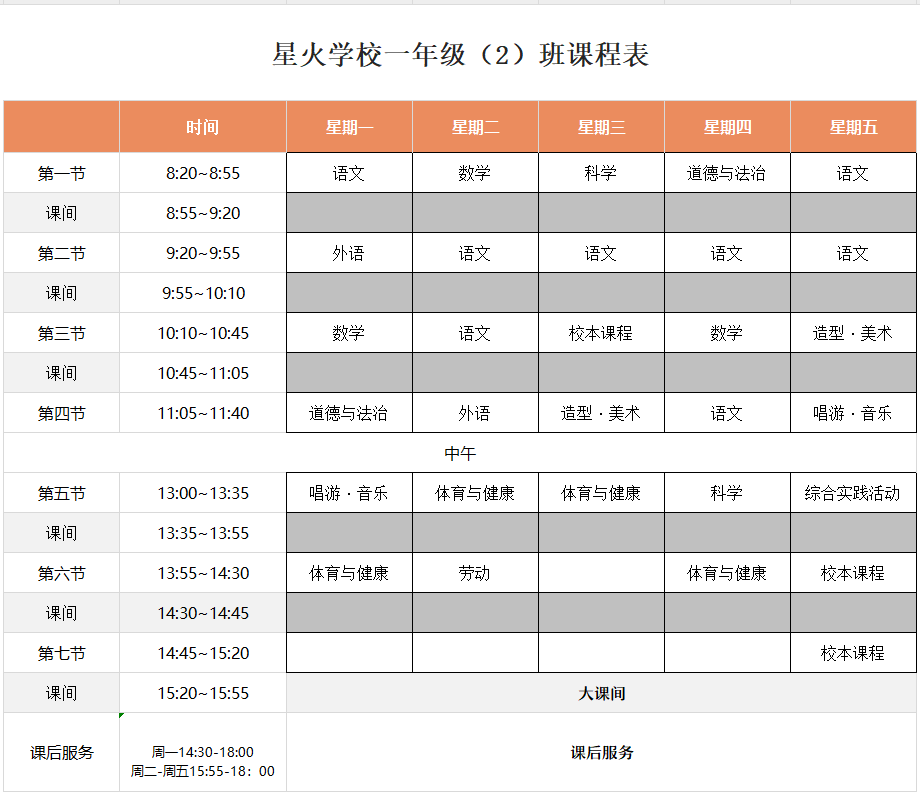 星火学校一年级（2）班课程表
时间 星期一 星期二 星期三 星期四 星期五
第一节 8:20~8:55 语文 数学 科学 道德与法治 语文
课间 8:55~9:20
第二节 9:20~9:55 外语 语文 语文 语文 语文
课间 9:55~10:10
第三节 10:10~10:45 数学 语文 校本课程 数学 造型·美术
课间 10:45~11:05
第四节 11:05~11:40 道德与法治 外语 造型·美术 语文 唱游·音乐
中午
第五节 13:00~13:35 唱游·音乐 体育与健康 体育与健康 科学 综合实践活动
课间 13:35~13:55
第六节 13:55~14:30 体育与健康 劳动 体育与健康 校本课程
课间 14:30~14:45
第七节 14:45~15:20 校本课程
课间 15:20~15:55 大课间
课后服务 周一14:30-18:00 课后服务
周二-周五15:55-18：00